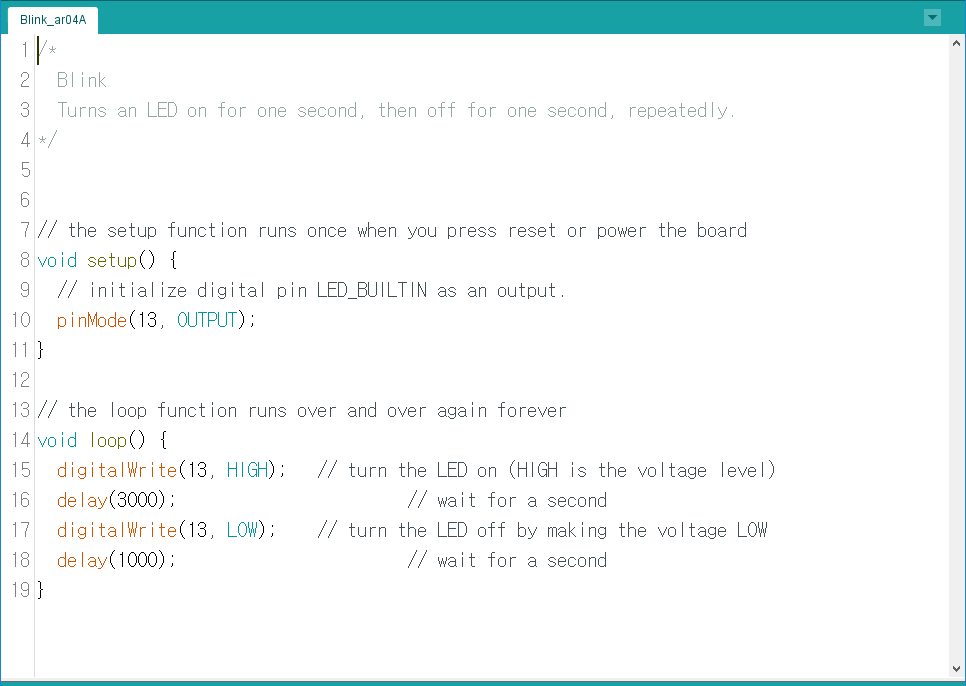 Blink_ar04A
1 /*
2   Blink
3   Turns an LED on for one second, then off for one second, repeatedly.
4 */
5
6
7 // the setup function runs once when you press reset or power the board
8 void setup() {
9   // initialize digital pin LED_BUILTIN as an output.
10   pinMode(13, OUTPUT);
11 }
12
13 // the loop function runs over and over again forever
14 void loop() {
15   digitalWrite(13, HIGH);   // turn the LED on (HIGH is the voltage level)
16   delay(3000);                       // wait for a second
17   digitalWrite(13, LOW);    // turn the LED off by making the voltage LOW
18   delay(1000);                       // wait for a second
19 }